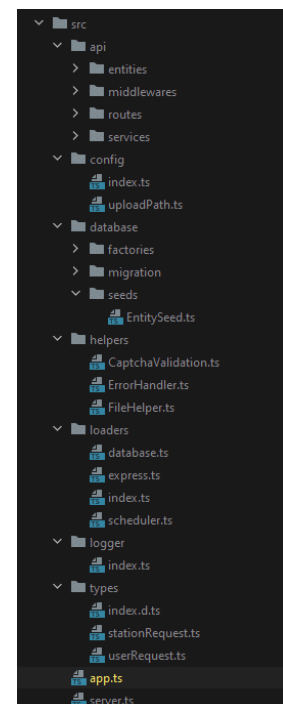 src
api
entities
middlewares
routes
services
config
index.ts
uploadPath.ts
database
factories
migration
seeds
EntitySeed.ts
helpers
CaptchaValidation.ts
ErrorHandler.ts
FileHelper.ts
loaders
database.ts
express.ts
index.ts
scheduler.ts
logger
index.ts
types
index.d.ts
stationRequest.ts
userRequest.ts
app.ts
server.ts